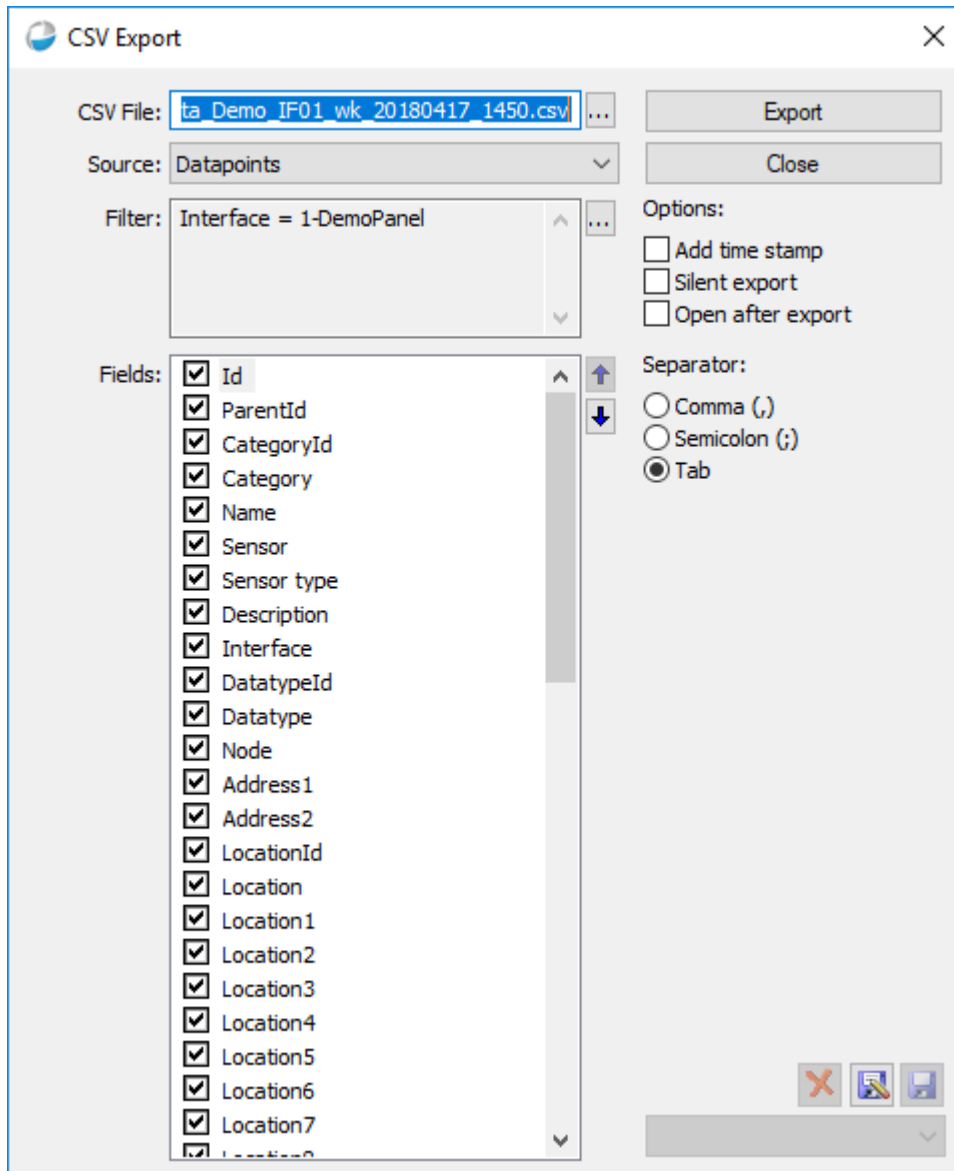 CSV Export
CSV File: ta_Demo_IF01_wk_20180417_1450.csv ... Export
Source: Datapoints Close
Filter: Interface = 1-DemoPanel ... Options:
Add time stamp
Silent export
Open after export
Fields: Id Separator:
ParentId Comma (,)
CategoryId Semicolon (;)
Category Tab
Name
Sensor
Sensor type
Description
Interface
DatatypeId
Datatype
Node
Address1
Address2
LocationId
Location
Location1
Location2
Location3
Location4
Location5
Location6
Location7